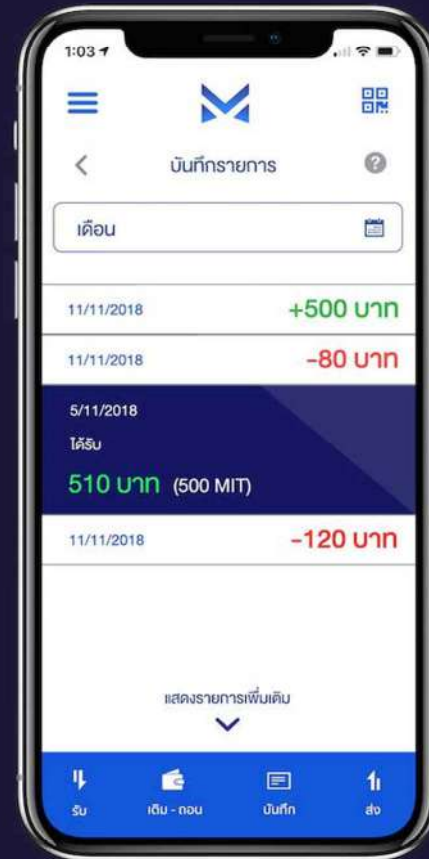 1:03
บันทึกรายการ
เดือน
11/11/2018 +500 บาท
11/11/2018 -80 บาท
5/11/2018
ได้รับ
510 บาท (500 MIT)
11/11/2018 -120 บาท
แสดงรายการเพิ่มเติม
รับ เติม - ถอน บันทึก ส่ง